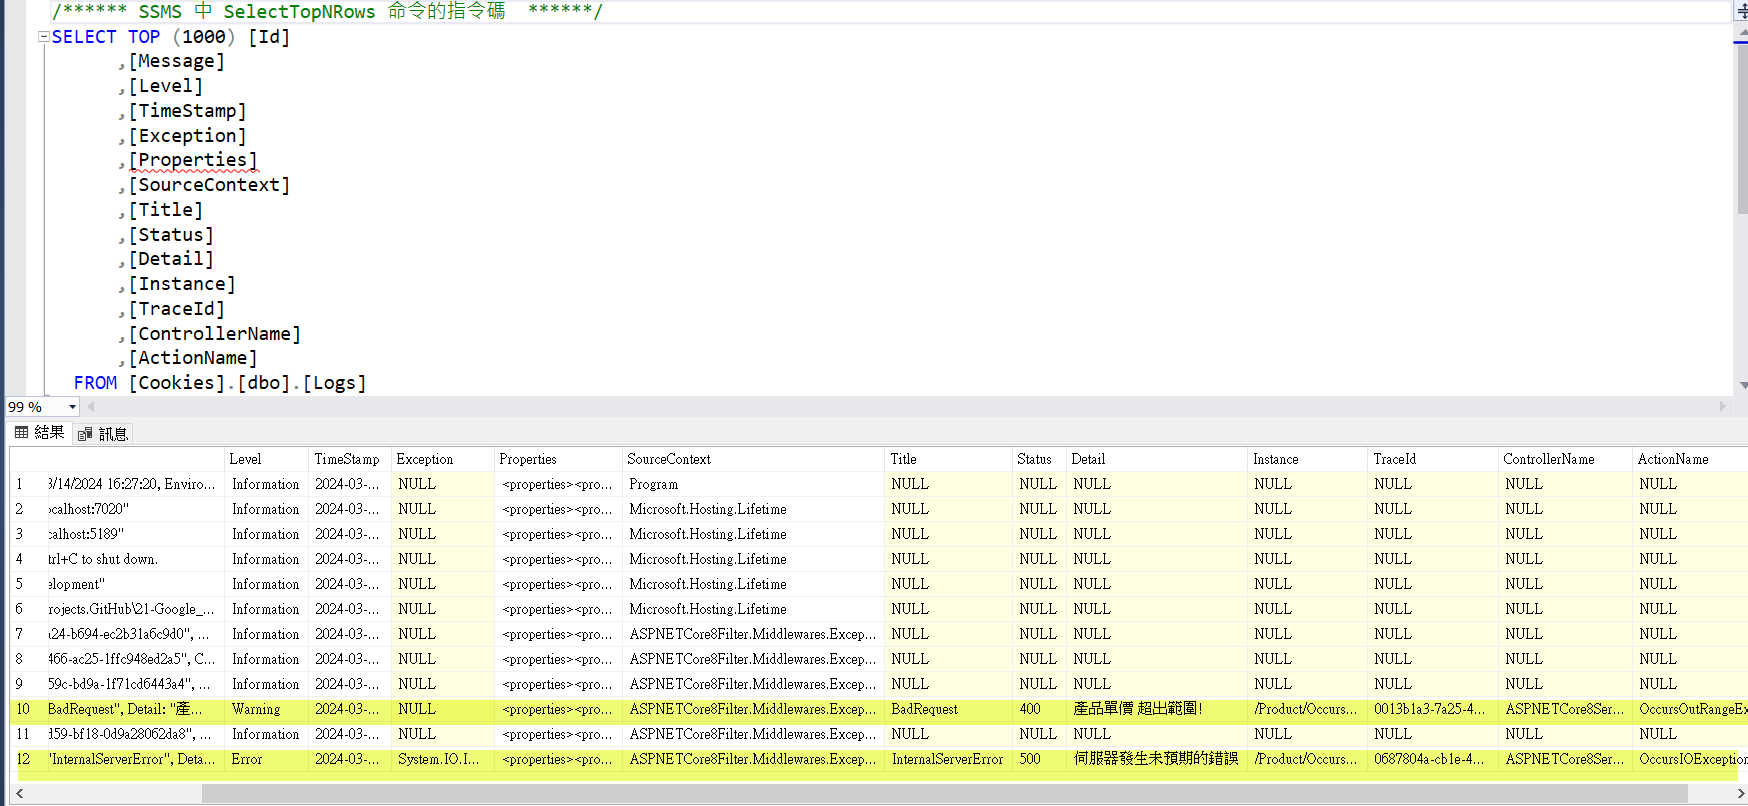 /****** SSMS 中 SelectTopNRows 命令的指令碼  ******/
SELECT TOP (1000) [Id]
,[Message]
,[Level]
,[TimeStamp]
,[Exception]
,[Properties]
,[SourceContext]
,[Title]
,[Status]
,[Detail]
,[Instance]
,[TraceId]
,[ControllerName]
,[ActionName]
FROM [Cookies].[dbo].[Logs]
99 %
結果 訊息
Level TimeStamp Exception Properties SourceContext Title Status Detail Instance TraceId ControllerName ActionName
1 3/14/2024 16:27:20, Enviro... Information 2024-03-... NULL <properties><pro... Program NULL NULL NULL NULL NULL NULL NULL
2 ocalhost:7020" Information 2024-03-... NULL <properties><pro... Microsoft.Hosting.Lifetime NULL NULL NULL NULL NULL NULL NULL
3 calhost:5189" Information 2024-03-... NULL <properties><pro... Microsoft.Hosting.Lifetime NULL NULL NULL NULL NULL NULL NULL
4 trl+C to shut down. Information 2024-03-... NULL <properties><pro... Microsoft.Hosting.Lifetime NULL NULL NULL NULL NULL NULL NULL
5 elopment" Information 2024-03-... NULL <properties><pro... Microsoft.Hosting.Lifetime NULL NULL NULL NULL NULL NULL NULL
6 rojects.GitHub\21-Google_... Information 2024-03-... NULL <properties><pro... Microsoft.Hosting.Lifetime NULL NULL NULL NULL NULL NULL NULL
7 a24-b694-ec2b31a6c9d0", ... Information 2024-03-... NULL <properties><pro... ASPNETCore8Filter.Middlewares.Excep... NULL NULL NULL NULL NULL NULL NULL
8 466-ac25-1ffc948ed2a5", C... Information 2024-03-... NULL <properties><pro... ASPNETCore8Filter.Middlewares.Excep... NULL NULL NULL NULL NULL NULL NULL
9 59c-bd9a-1f71cd6443a4", ... Information 2024-03-... NULL <properties><pro... ASPNETCore8Filter.Middlewares.Excep... NULL NULL NULL NULL NULL NULL NULL
10 BadRequest", Detail: "產... Warning 2024-03-... NULL <properties><pro... ASPNETCore8Filter.Middlewares.Excep... BadRequest 400 產品單價 超出範圍! /Product/Occurs... 0013b1a3-7a25-4... ASPNETCore8Ser... OccursOutRangeEx
11 d59-bf18-0d9a28062da8", ... Information 2024-03-... NULL <properties><pro... ASPNETCore8Filter.Middlewares.Excep... NULL NULL NULL NULL NULL NULL NULL
12 "InternalServerError", Deta... Error 2024-03-... System.IO.I... <properties><pro... ASPNETCore8Filter.Middlewares.Excep... InternalServerError 500 伺服器發生未預期的錯誤 /Product/Occurs... 0687804a-cb1e-4... ASPNETCore8Ser... OccursIOException